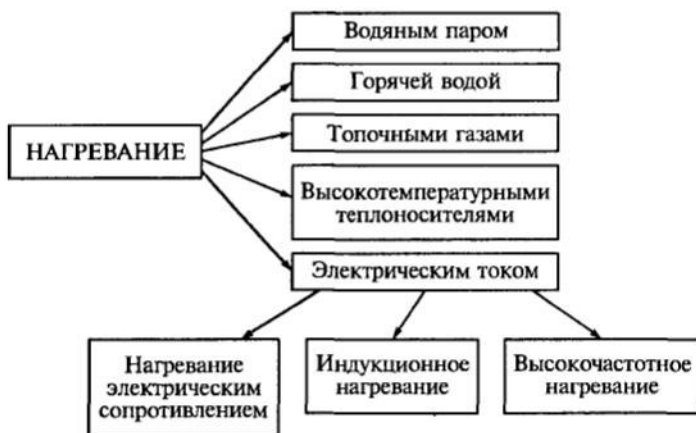 Водяным паром
Горячей водой
НАГРЕВАНИЕ
Топочными газами
Высокотемпературными
теплоносителями
Электрическим током
Нагревание
электрическим
сопротивлением
Индукционное
нагревание
Высокочастотное
нагревание